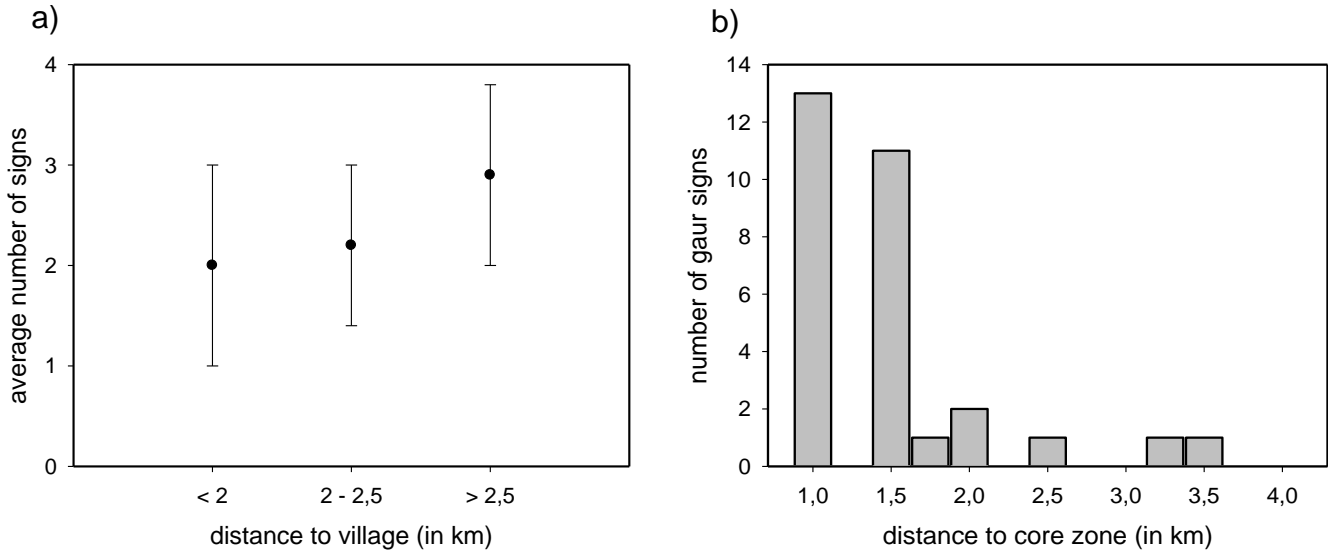 a)
average number of signs
4
3
2
1
0
< 2 2 - 2,5 > 2,5
distance to village (in km)
b)
number of gaur signs
14
12
10
8
6
4
2
0
1,0 1,5 2,0 2,5 3,0 3,5 4,0
distance to core zone (in km)